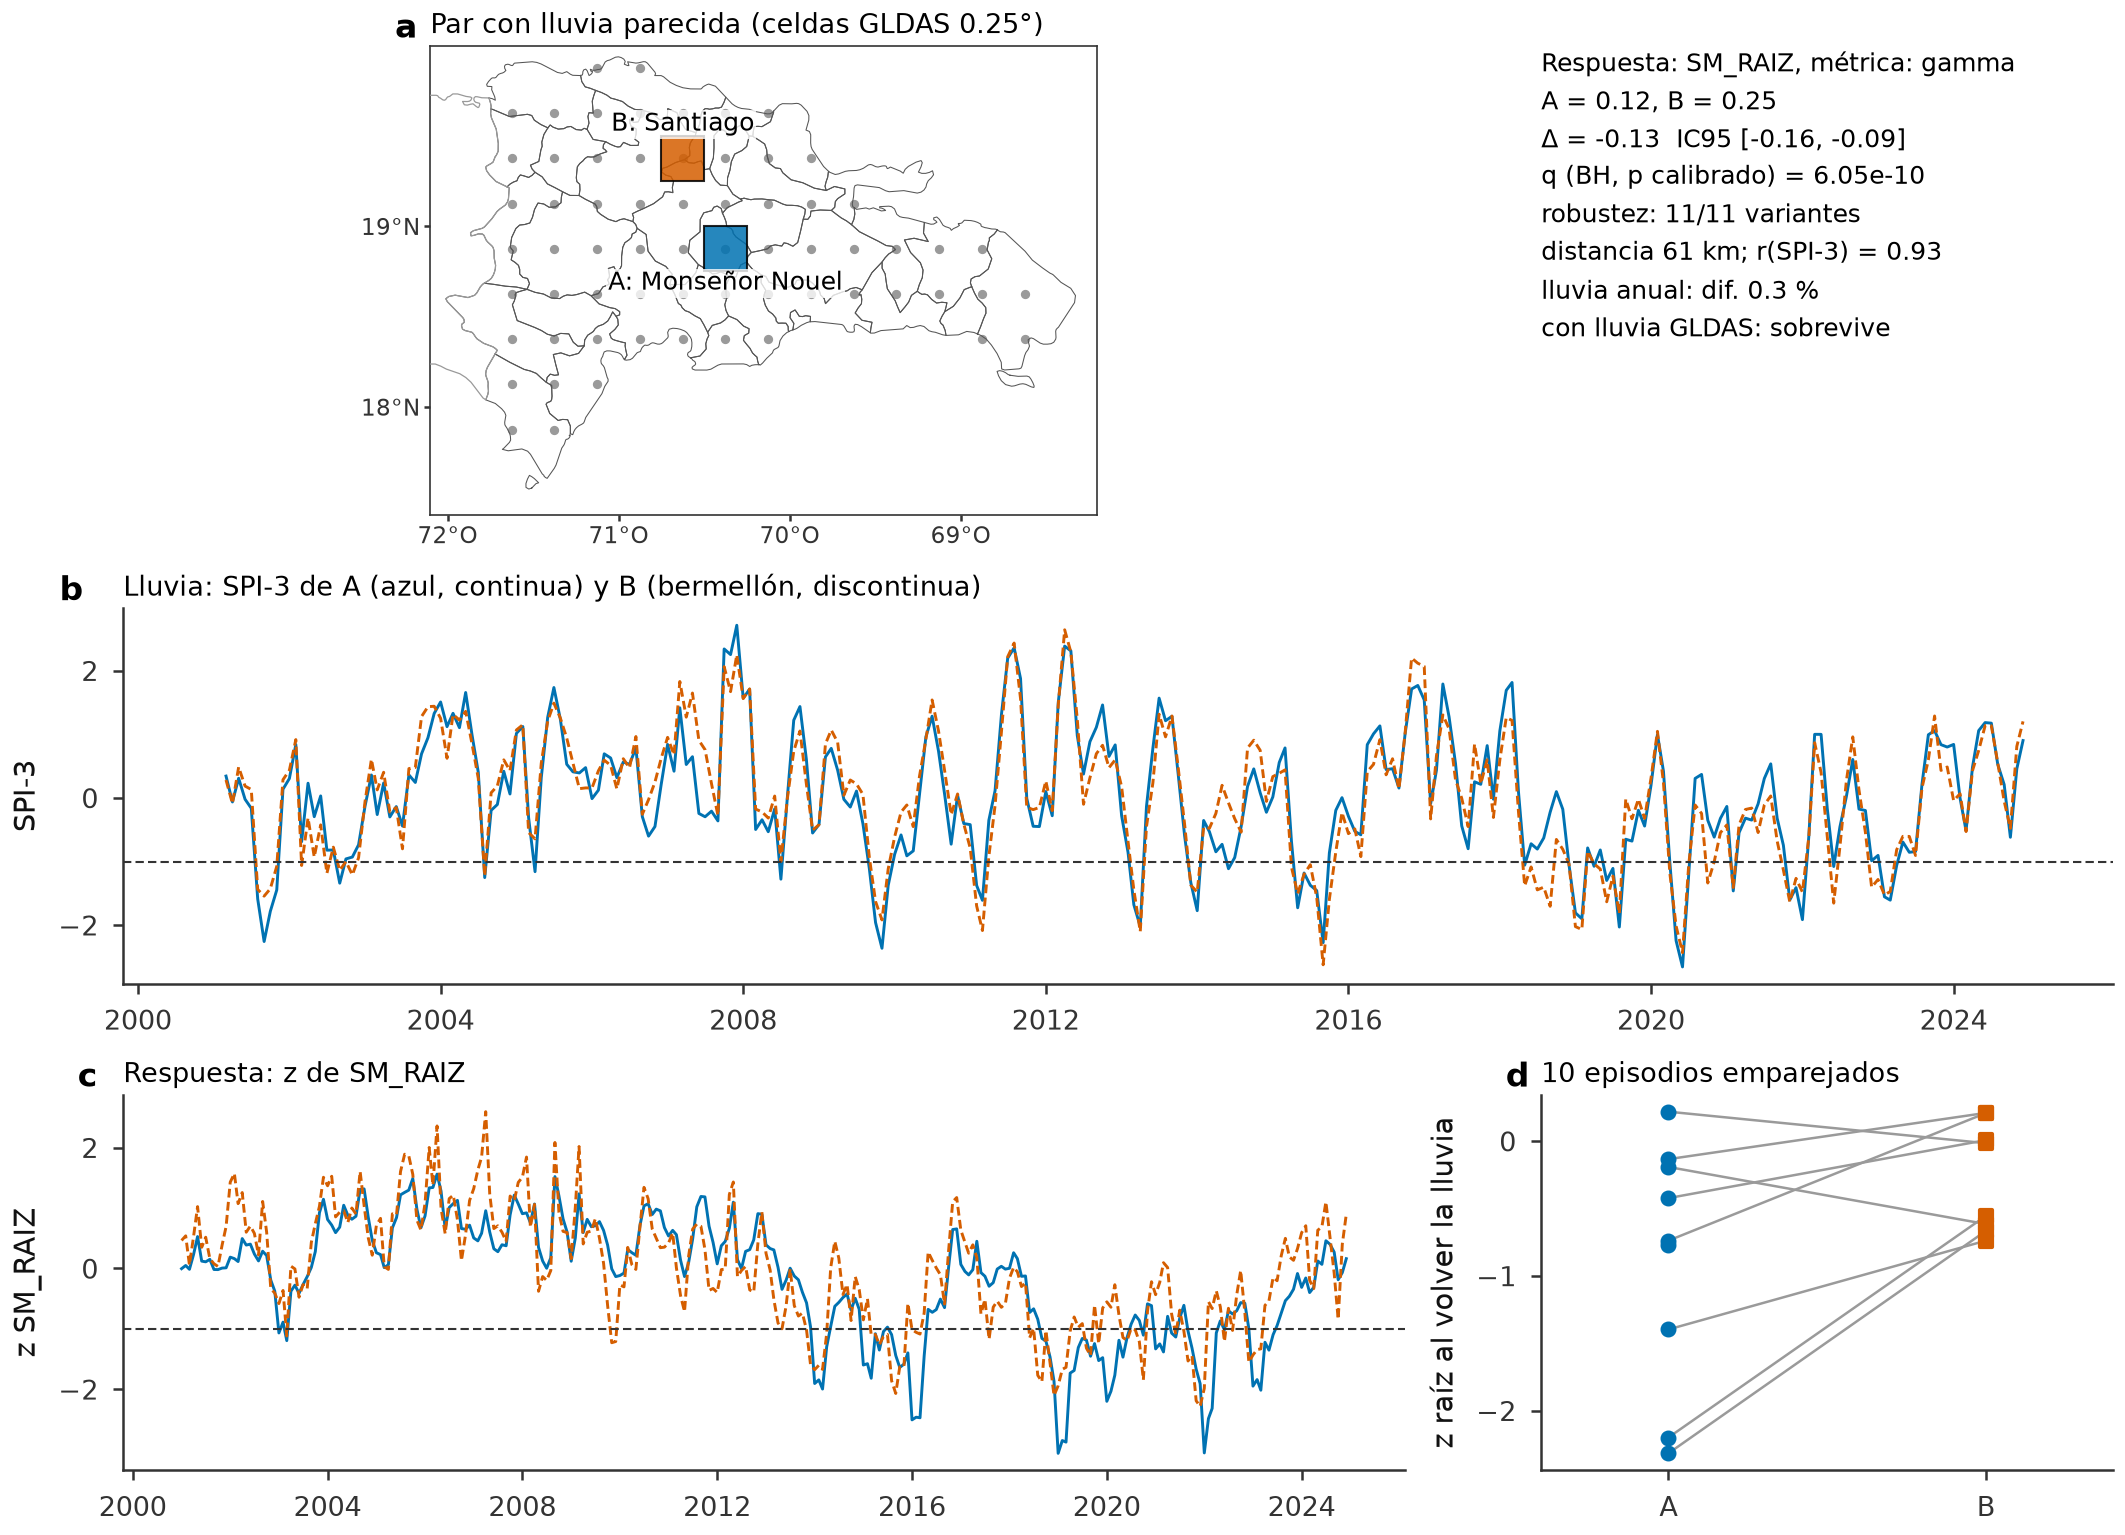 a Par con lluvia parecida (celdas GLDAS 0.25°)
B: Santiago
A: Monseñor Nouel
19°N
18°N
72°O 71°O 70°O 69°O
Respuesta: SM_RAIZ, métrica: gamma
A = 0.12, B = 0.25
Δ = -0.13 IC95 [-0.16, -0.09]
q (BH, p calibrado) = 6.05e-10
robustez: 11/11 variantes
distancia 61 km; r(SPI-3) = 0.93
lluvia anual: dif. 0.3 %
con lluvia GLDAS: sobrevive
b Lluvia: SPI-3 de A (azul, continua) y B (bermellón, discontinua)
SPI-3
2
0
−2
2000 2004 2008 2012 2016 2020 2024
c Respuesta: z de SM_RAIZ
z SM_RAIZ
2
0
−2
2000 2004 2008 2012 2016 2020 2024
d 10 episodios emparejados
z raíz al volver la lluvia
0
−1
−2
A B